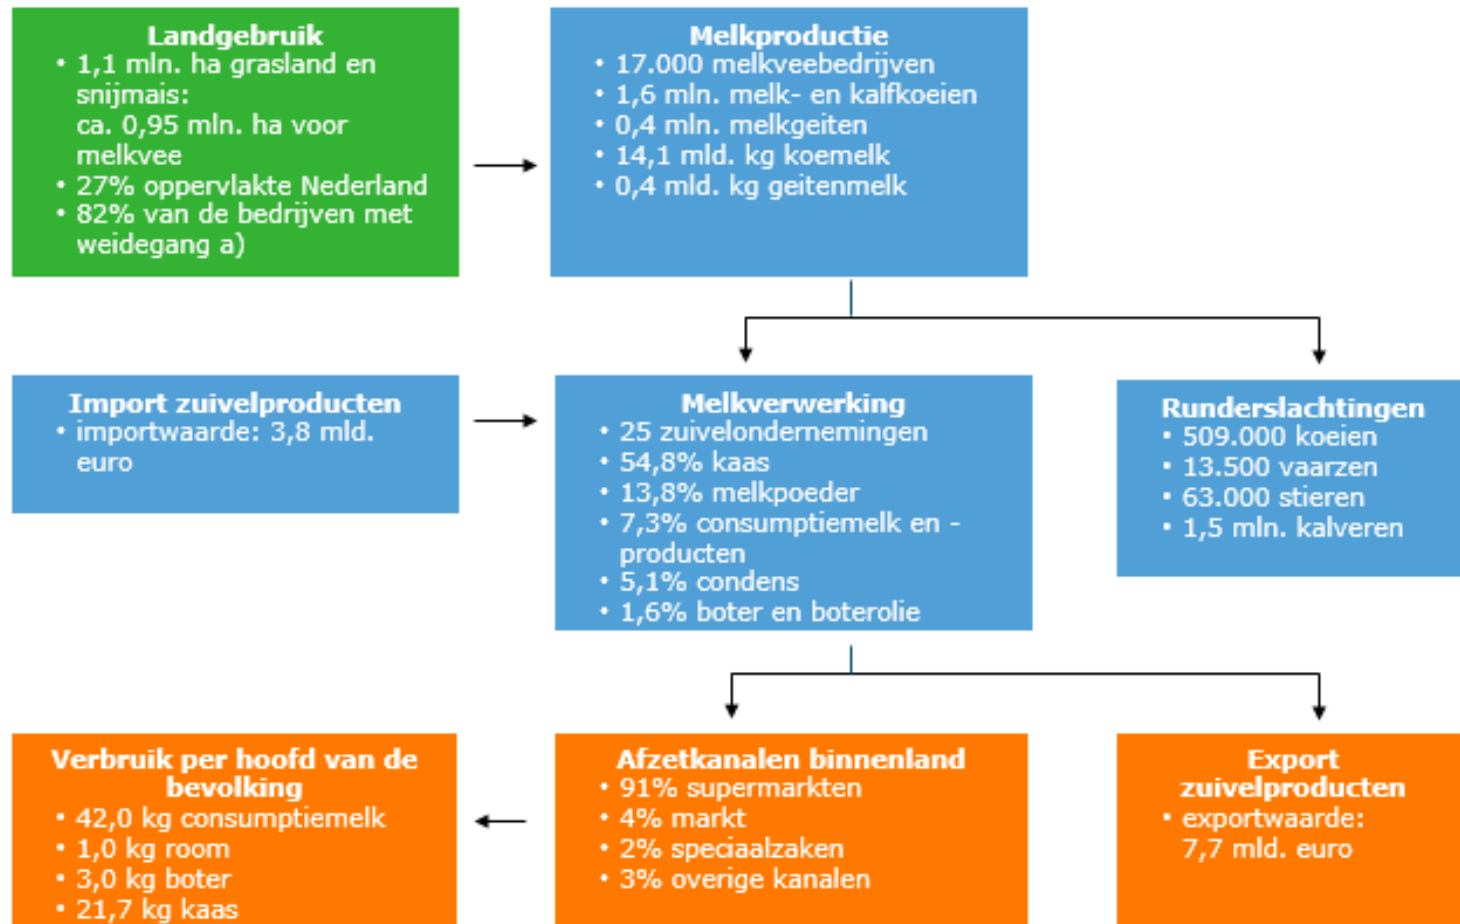 Landgebruik
• 1,1 mln. ha grasland en
snijmais:
ca. 0,95 mln. ha voor
melkvee
• 27% oppervlakte Nederland
• 82% van de bedrijven met
weidegang a)
Melkproductie
• 17.000 melkveebedrijven
• 1,6 mln. melk- en kalfkoeien
• 0,4 mln. melkgeiten
• 14,1 mld. kg koemelk
• 0,4 mld. kg geitenmelk
Import zuivelproducten
• importwaarde: 3,8 mld.
euro
Melkverwerking
• 25 zuivelondernemingen
• 54,8% kaas
• 13,8% melkpoeder
• 7,3% consumptiemelk en -
producten
• 5,1% condens
• 1,6% boter en boterolie
Runderslachtingen
• 509.000 koeien
• 13.500 vaarzen
• 63.000 stieren
• 1,5 mln. kalveren
Verbruik per hoofd van de
bevolking
• 42,0 kg consumptiemelk
• 1,0 kg room
• 3,0 kg boter
• 21,7 kg kaas
Afzetkanalen binnenland
• 91% supermarkten
• 4% markt
• 2% speciaalzaken
• 3% overige kanalen
Export
zuivelproducten
• exportwaarde:
7,7 mld. euro